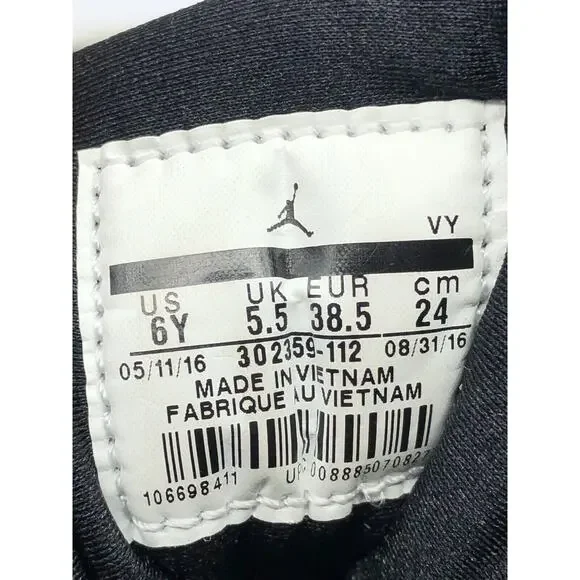 VY
US UK EUR cm
6Y 5.5 38.5 24
05/11/16 302359-112 08/31/16
MADE IN VIETNAM
FABRIQUE AU VIETNAM
106698411 0088850708